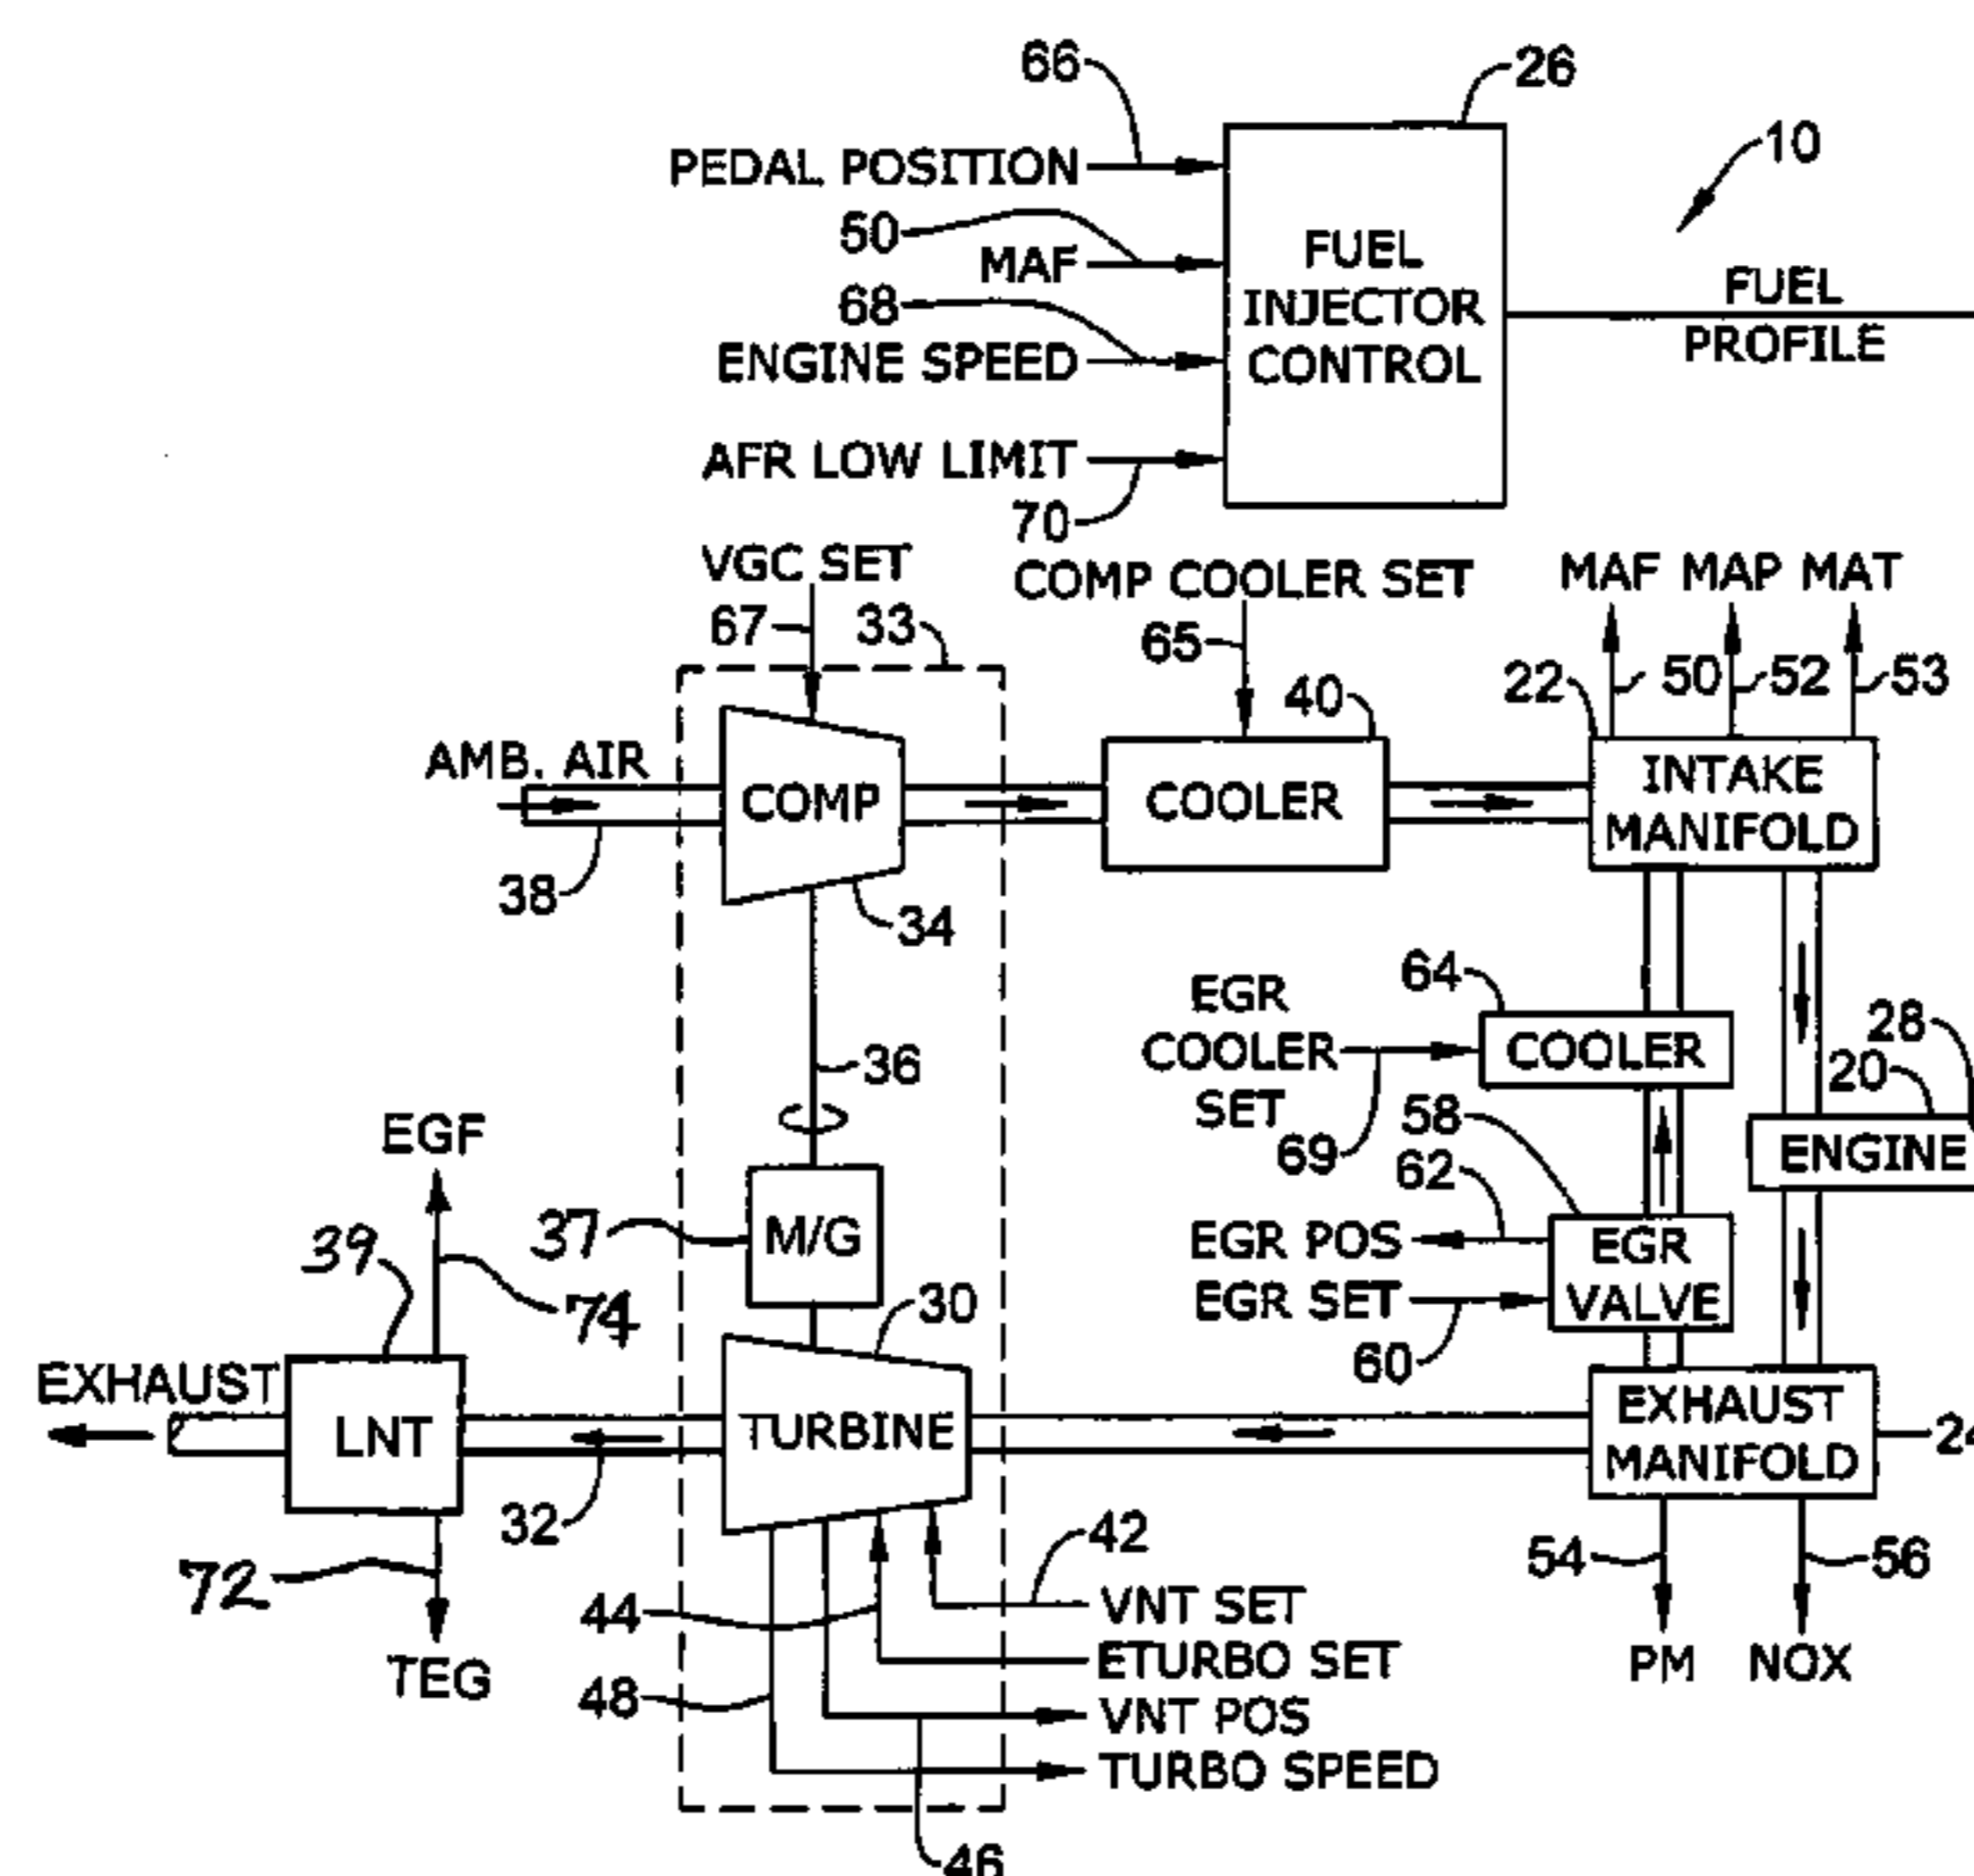 66
26
10
PEDAL POSITION
50
MAF
68
ENGINE SPEED
AFR LOW LIMIT
70
FUEL
INJECTOR
CONTROL
FUEL
PROFILE
VGC SET
67
33
COMP COOLER SET
65
40
MAF MAP MAT
22
50
52
53
AMB. AIR
COMP
COOLER
INTAKE
MANIFOLD
38
34
36
EGR
COOLER
SET
69
64
COOLER
28
20
ENGINE
58
62
EGR POS
EGR SET
60
EGR
VALVE
EGF
39
74
37
M/G
30
EXHAUST
LNT
TURBINE
EXHAUST
MANIFOLD
24
32
72
TEG
54
56
PM
NOX
42
44
48
VNT SET
ETURBO SET
VNT POS
TURBO SPEED
46